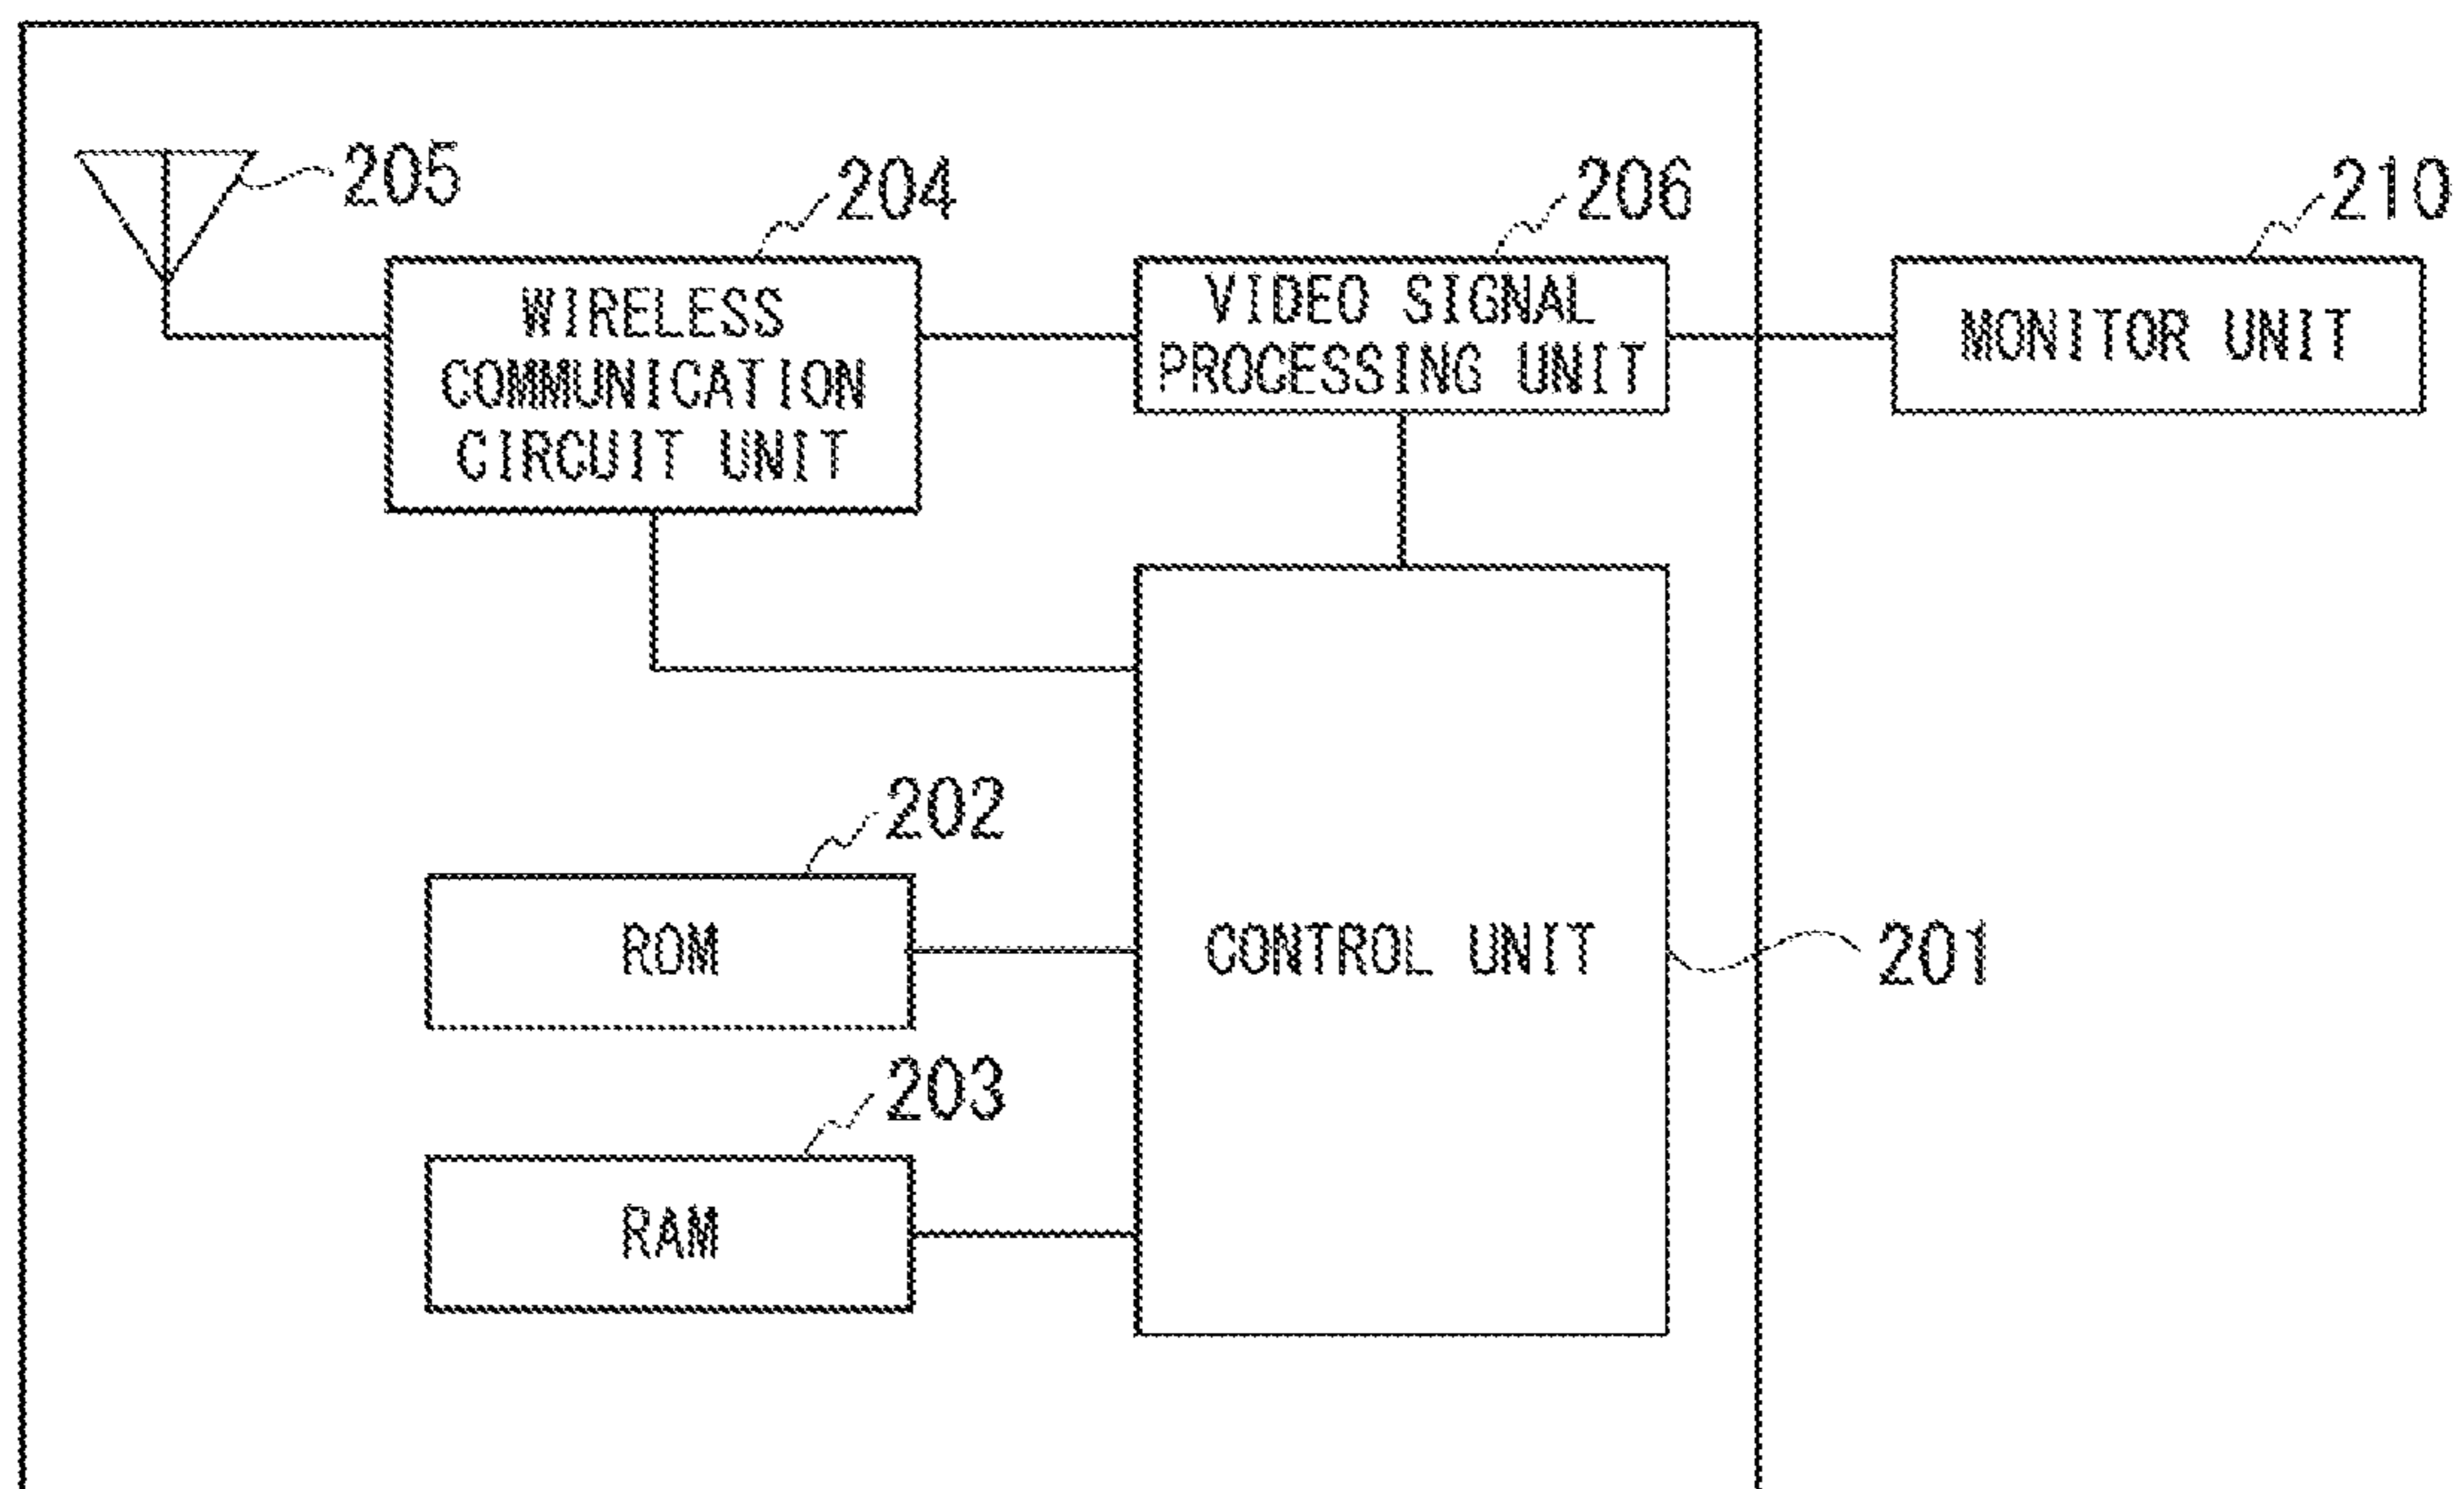 205
204
206
210
WIRELESS
COMMUNICATION
CIRCUIT UNIT
VIDEO SIGNAL
PROCESSING UNIT
MONITOR UNIT
202
ROM
CONTROL UNIT
201
203
RAM